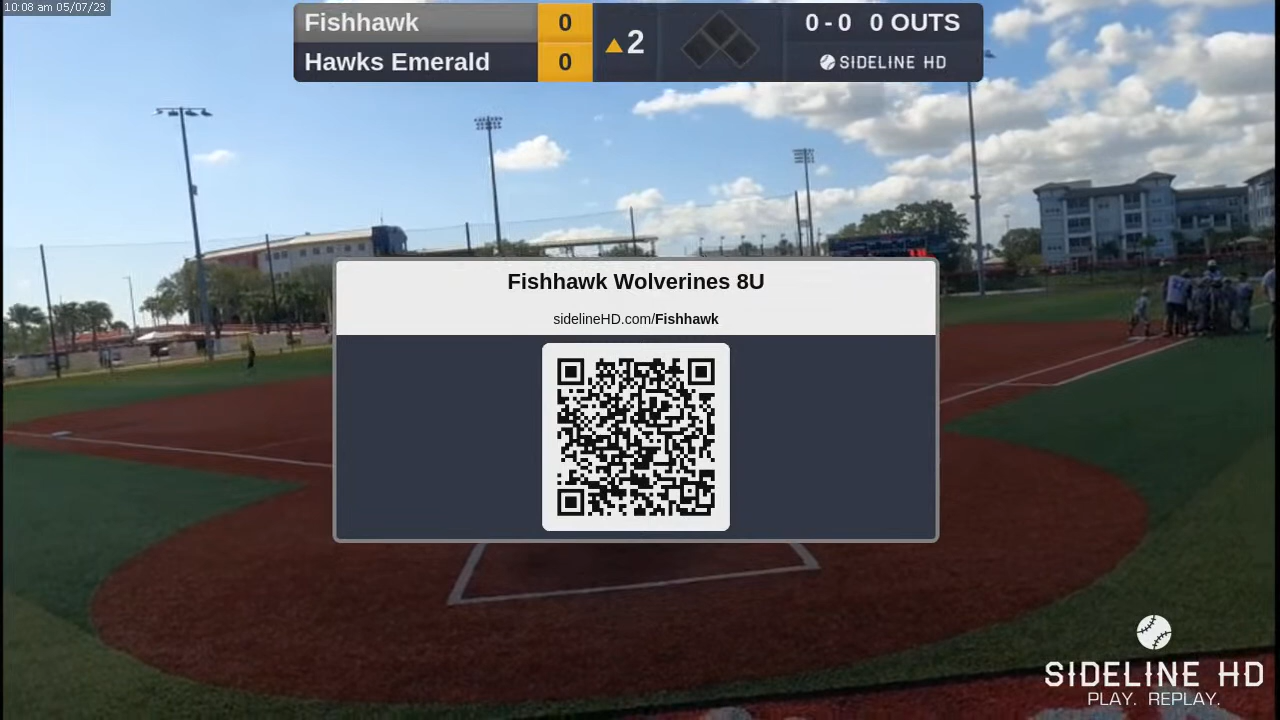 10:08 am 05/07/23
Fishhawk 0
Hawks Emerald 0
2
0 - 0 0 OUTS
SIDELINE HD
Fishhawk Wolverines 8U
sidelineHD.com/Fishhawk
SIDELINE HD
PLAY. REPLAY.